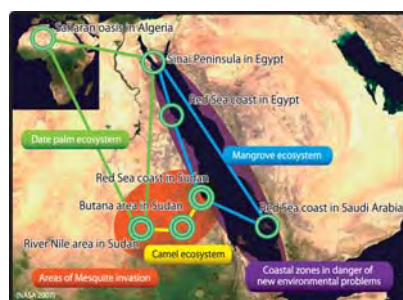 Saharan oasis in Algeria
Sinai Peninsula in Egypt
Red Sea coast in Egypt
Date palm ecosystem
Mangrove ecosystem
Red Sea coast in Sudan
Butana area in Sudan
Red Sea coast in Saudi Arabia
River Nile area in Sudan
Camel ecosystem
Areas of Mesquite invasion
Coastal zones in danger of
new environmental problems
(NASA 2007)